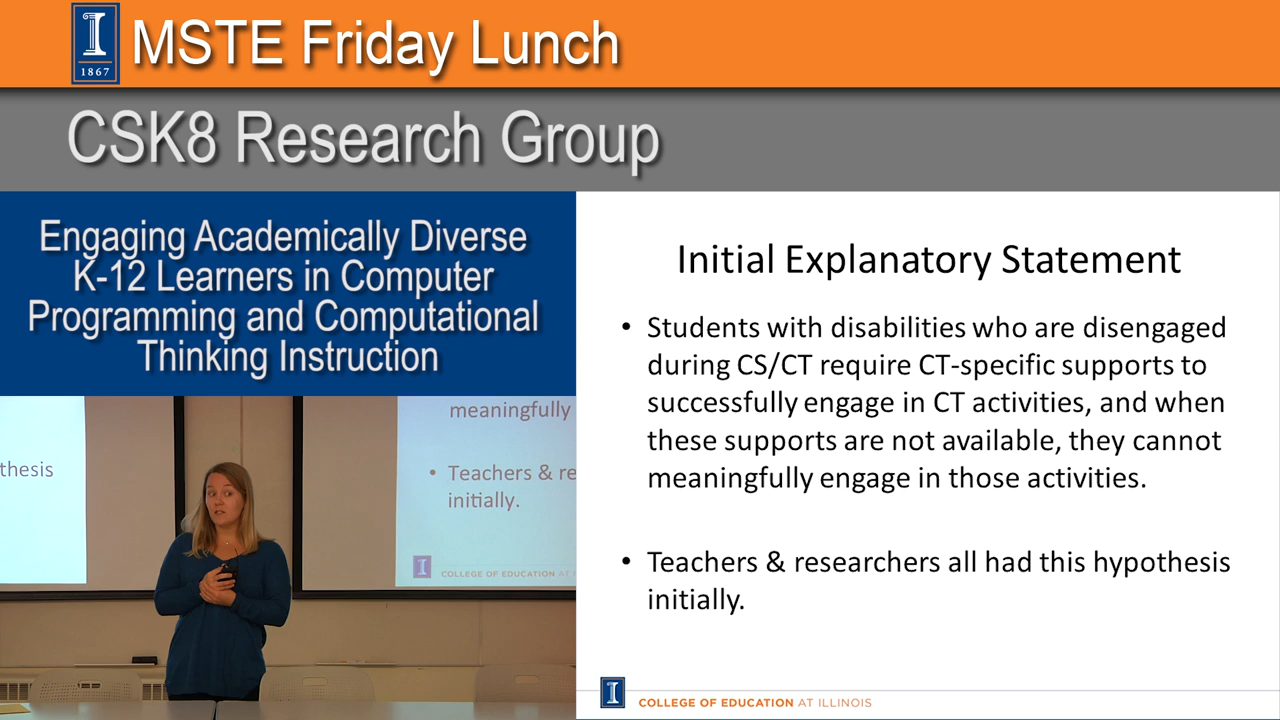 I
1867
MSTE Friday Lunch
CSK8 Research Group
Engaging Academically Diverse
K-12 Learners in Computer
Programming and Computational
Thinking Instruction
Initial Explanatory Statement
• Students with disabilities who are disengaged
during CS/CT require CT-specific supports to
successfully engage in CT activities, and when
these supports are not available, they cannot
meaningfully engage in those activities.
• Teachers & researchers all had this hypothesis
initially.
I
COLLEGE OF EDUCATION AT ILLINOIS
thesis
meaningfully
• Teachers & re
initially.
I
COLLEGE OF EDUCATION AT I